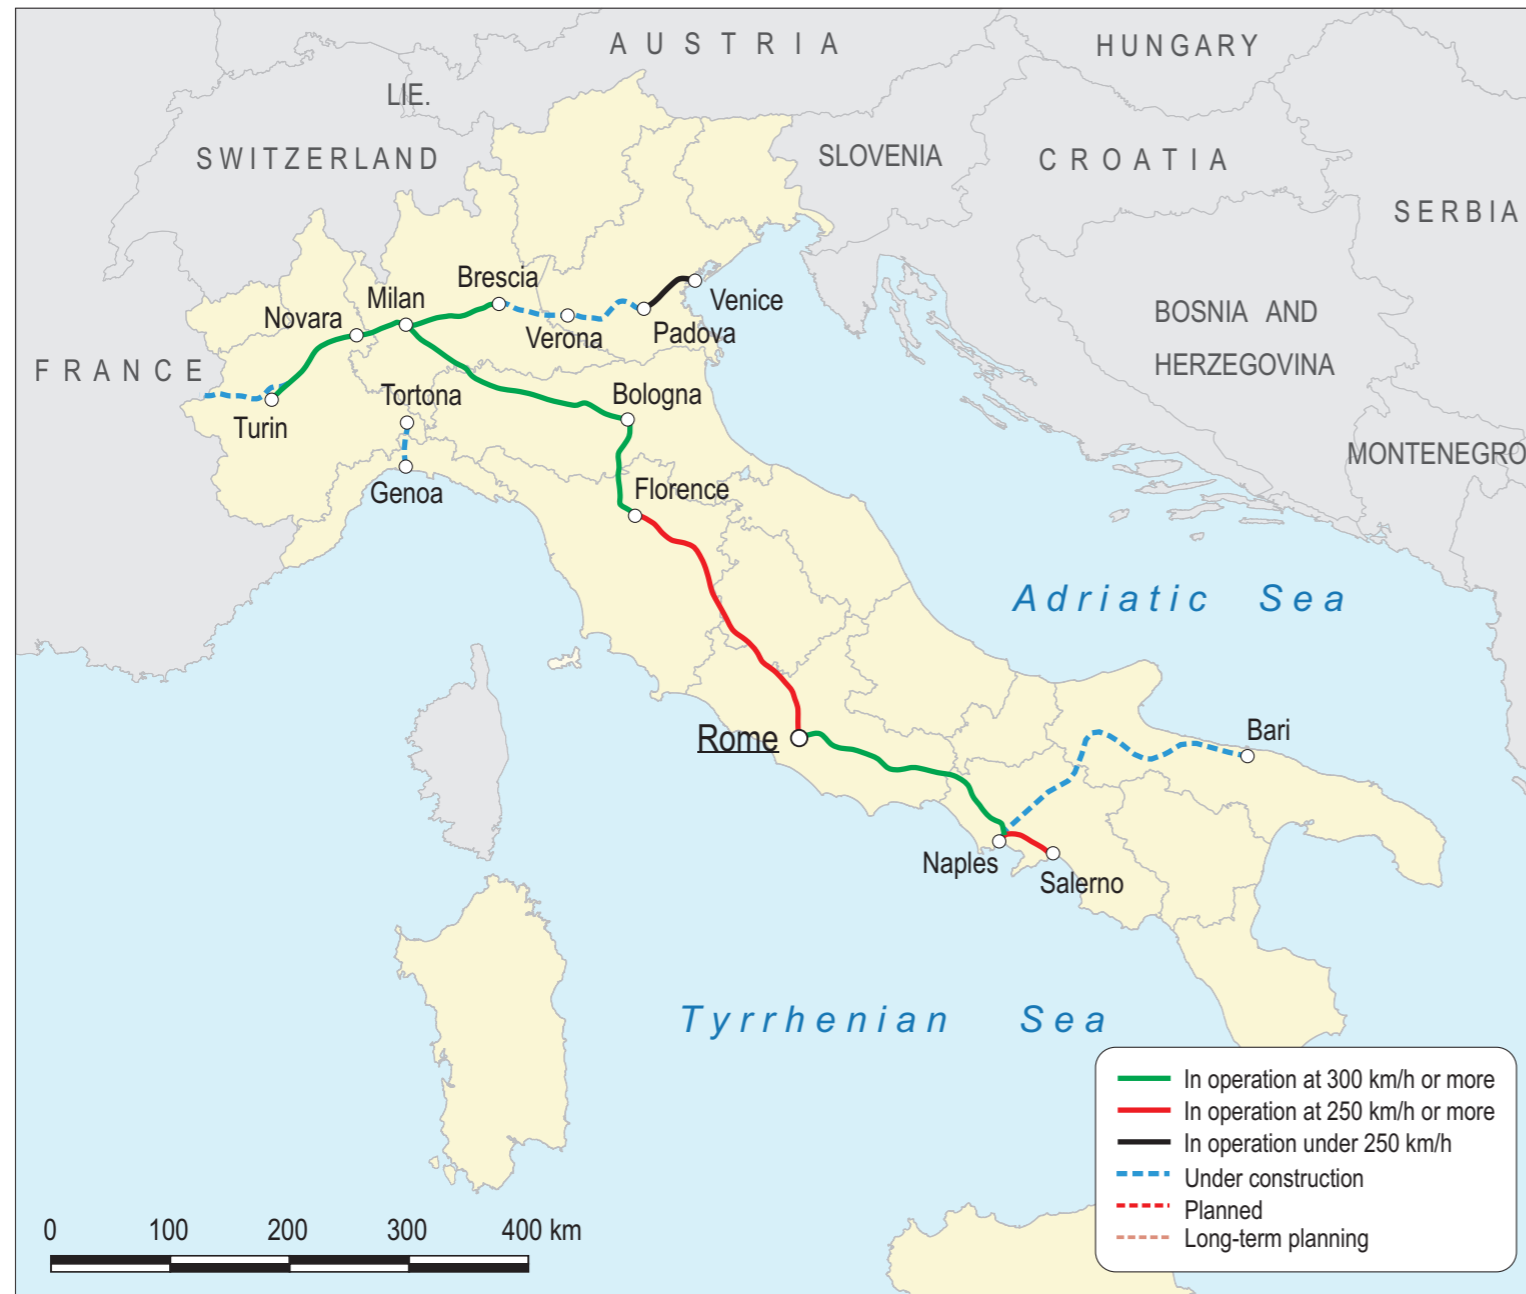 AUSTRIA
HUNGARY
LIE.
SWITZERLAND
SLOVENIA
CROATIA
SERBIA
Brescia
Milan
Venice
Novara
Verona
Padova
BOSNIA AND
HERZEGOVINA
FRANCE
Tortona
Bologna
Turin
MONTENEGRO
Genoa
Florence
Adriatic Sea
Rome
Bari
Naples
Salerno
Tyrrhenian Sea
In operation at 300 km/h or more
In operation at 250 km/h or more
In operation under 250 km/h
Under construction
Planned
Long-term planning
0 100 200 300 400 km